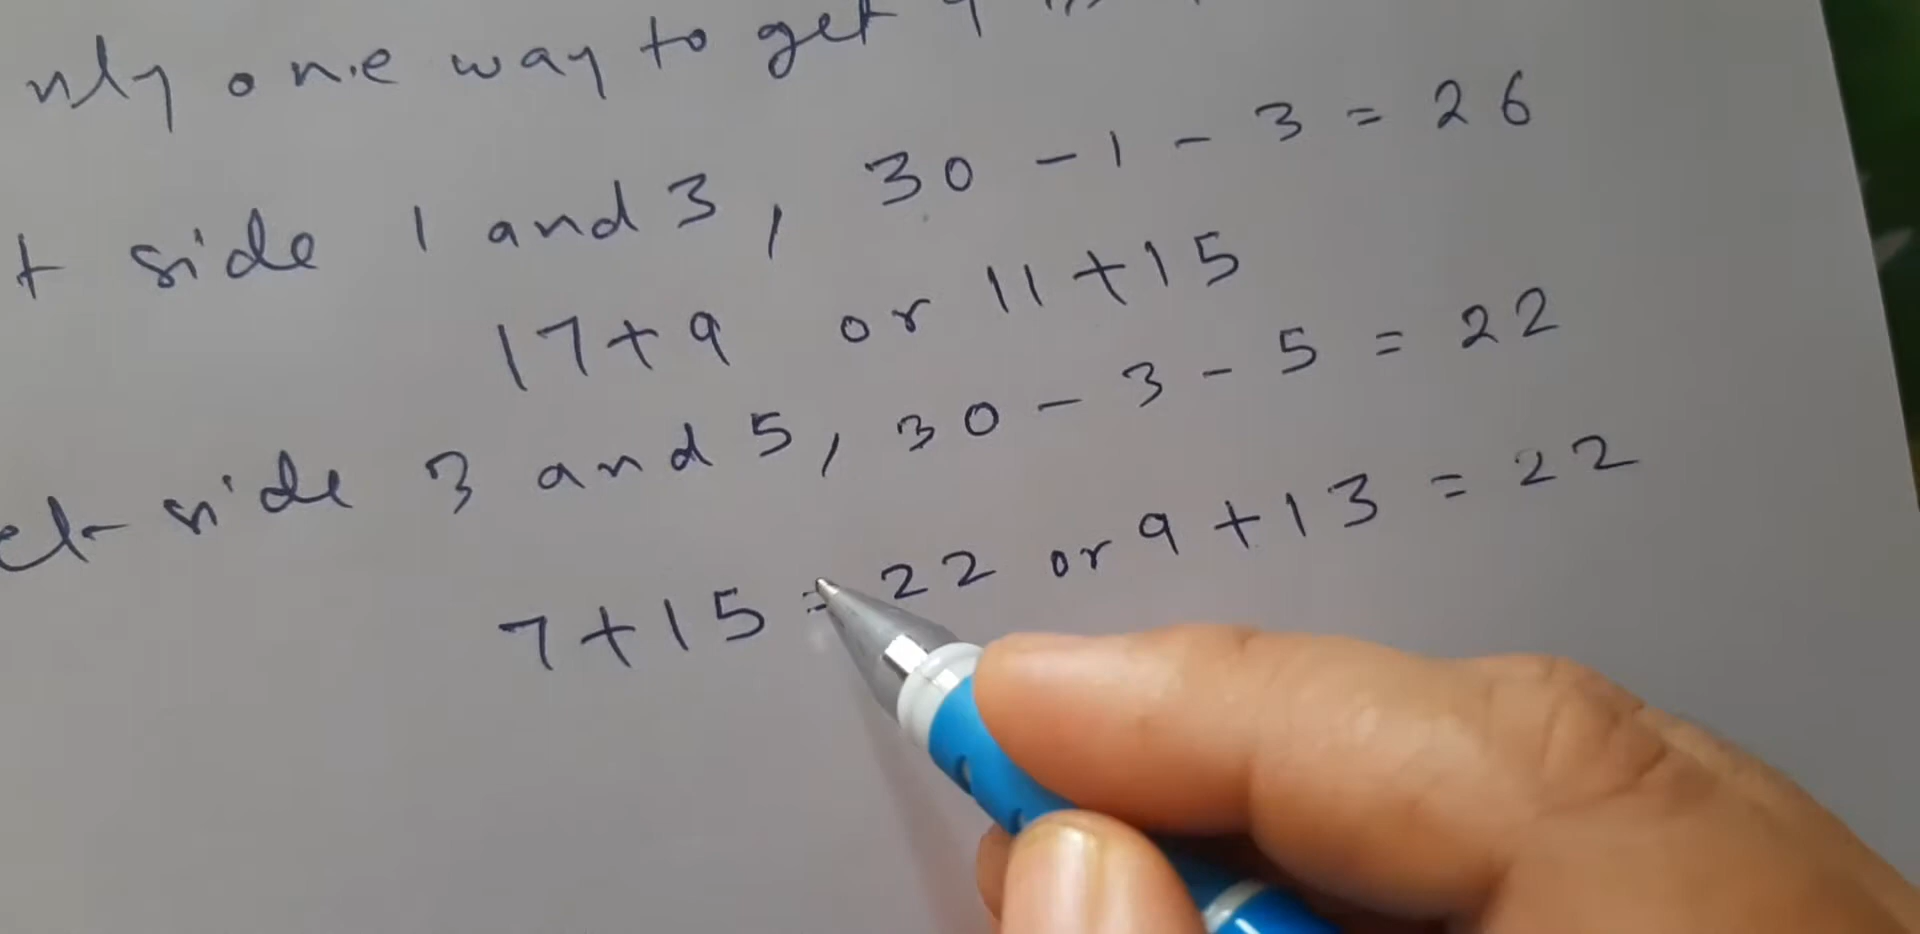 nly one way to get
t side 1 and 3, 30 - 1 - 3 = 26
17+9 or 11+15
side 3 and 5, 30 - 3 - 5 = 22
7+15 = 22 or 9+13 = 22